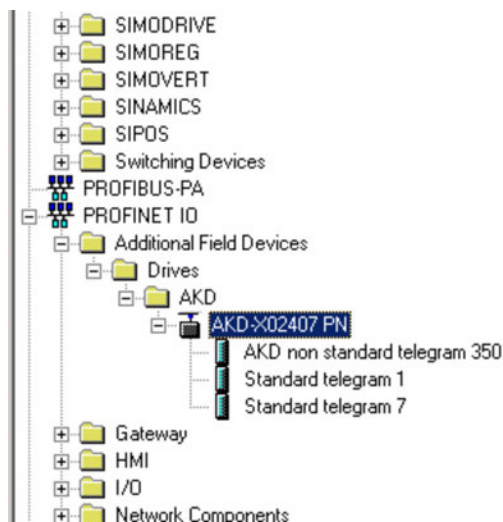 SIMODRIVE
SIMOREG
SIMOVERT
SINAMICS
SIPOS
Switching Devices
PROFIBUS-PA
PROFINET IO
Additional Field Devices
Drives
AKD
AKD-X02407 PN
AKD non standard telegram 350
Standard telegram 1
Standard telegram 7
Gateway
HMI
I/O
Network Components